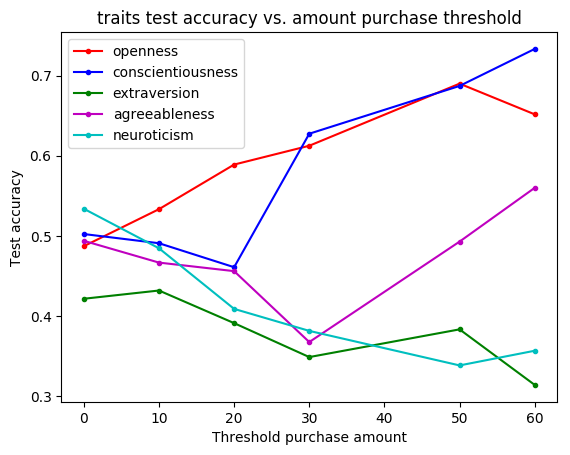 traits test accuracy vs. amount purchase threshold
openness
conscientiousness
extraversion
agreeableness
neuroticism
Test accuracy
0.7
0.6
0.5
0.4
0.3
0 10 20 30 40 50 60
Threshold purchase amount